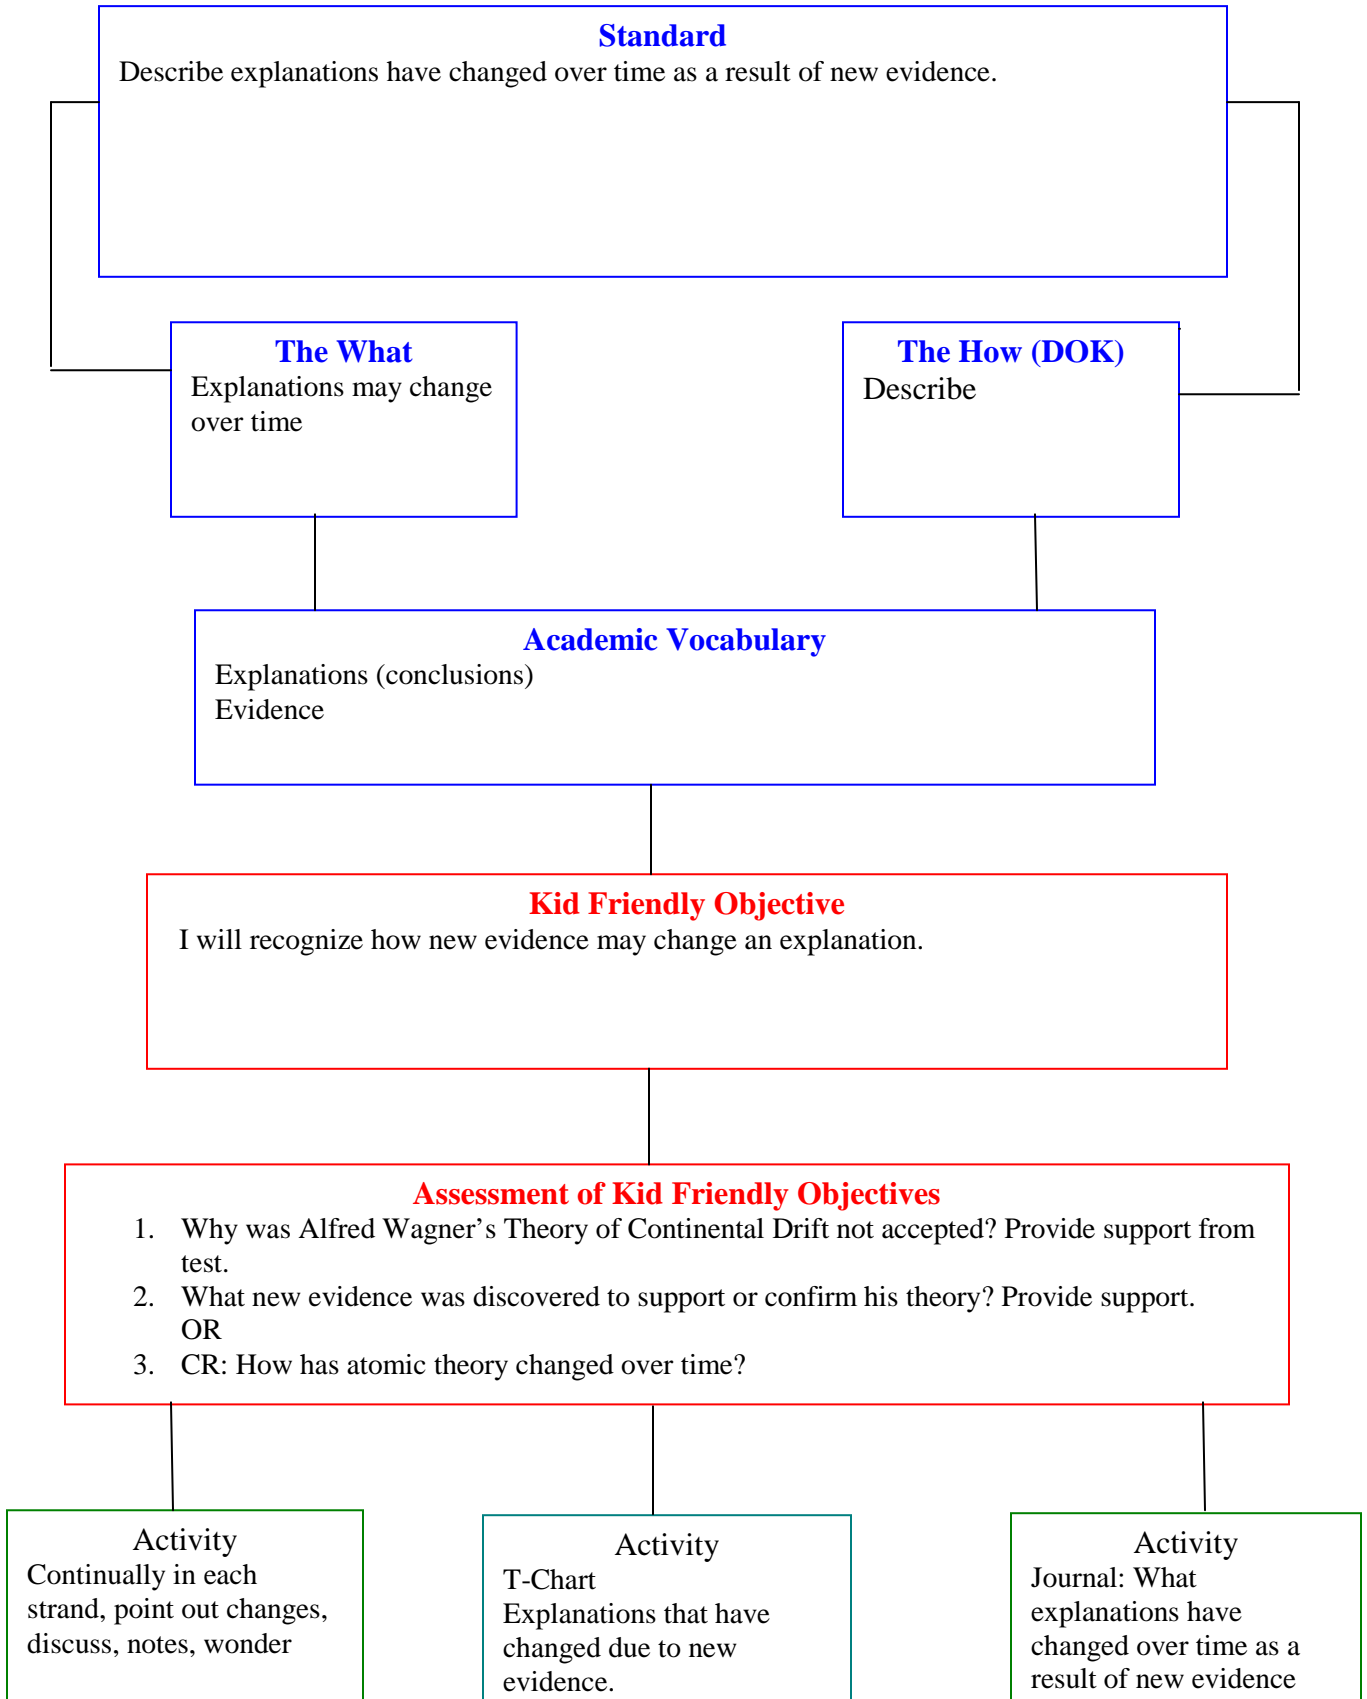 Standard
Describe explanations have changed over time as a result of new evidence.
The What
Explanations may change
over time
The How (DOK)
Describe
Academic Vocabulary
Explanations (conclusions)
Evidence
Kid Friendly Objective
I will recognize how new evidence may change an explanation.
Assessment of Kid Friendly Objectives
1. Why was Alfred Wagner’s Theory of Continental Drift not accepted? Provide support from
test.
2. What new evidence was discovered to support or confirm his theory? Provide support.
OR
3. CR: How has atomic theory changed over time?
Activity
Continually in each
strand, point out changes,
discuss, notes, wonder
Activity
T-Chart
Explanations that have
changed due to new
evidence.
Activity
Journal: What
explanations have
changed over time as a
result of new evidence